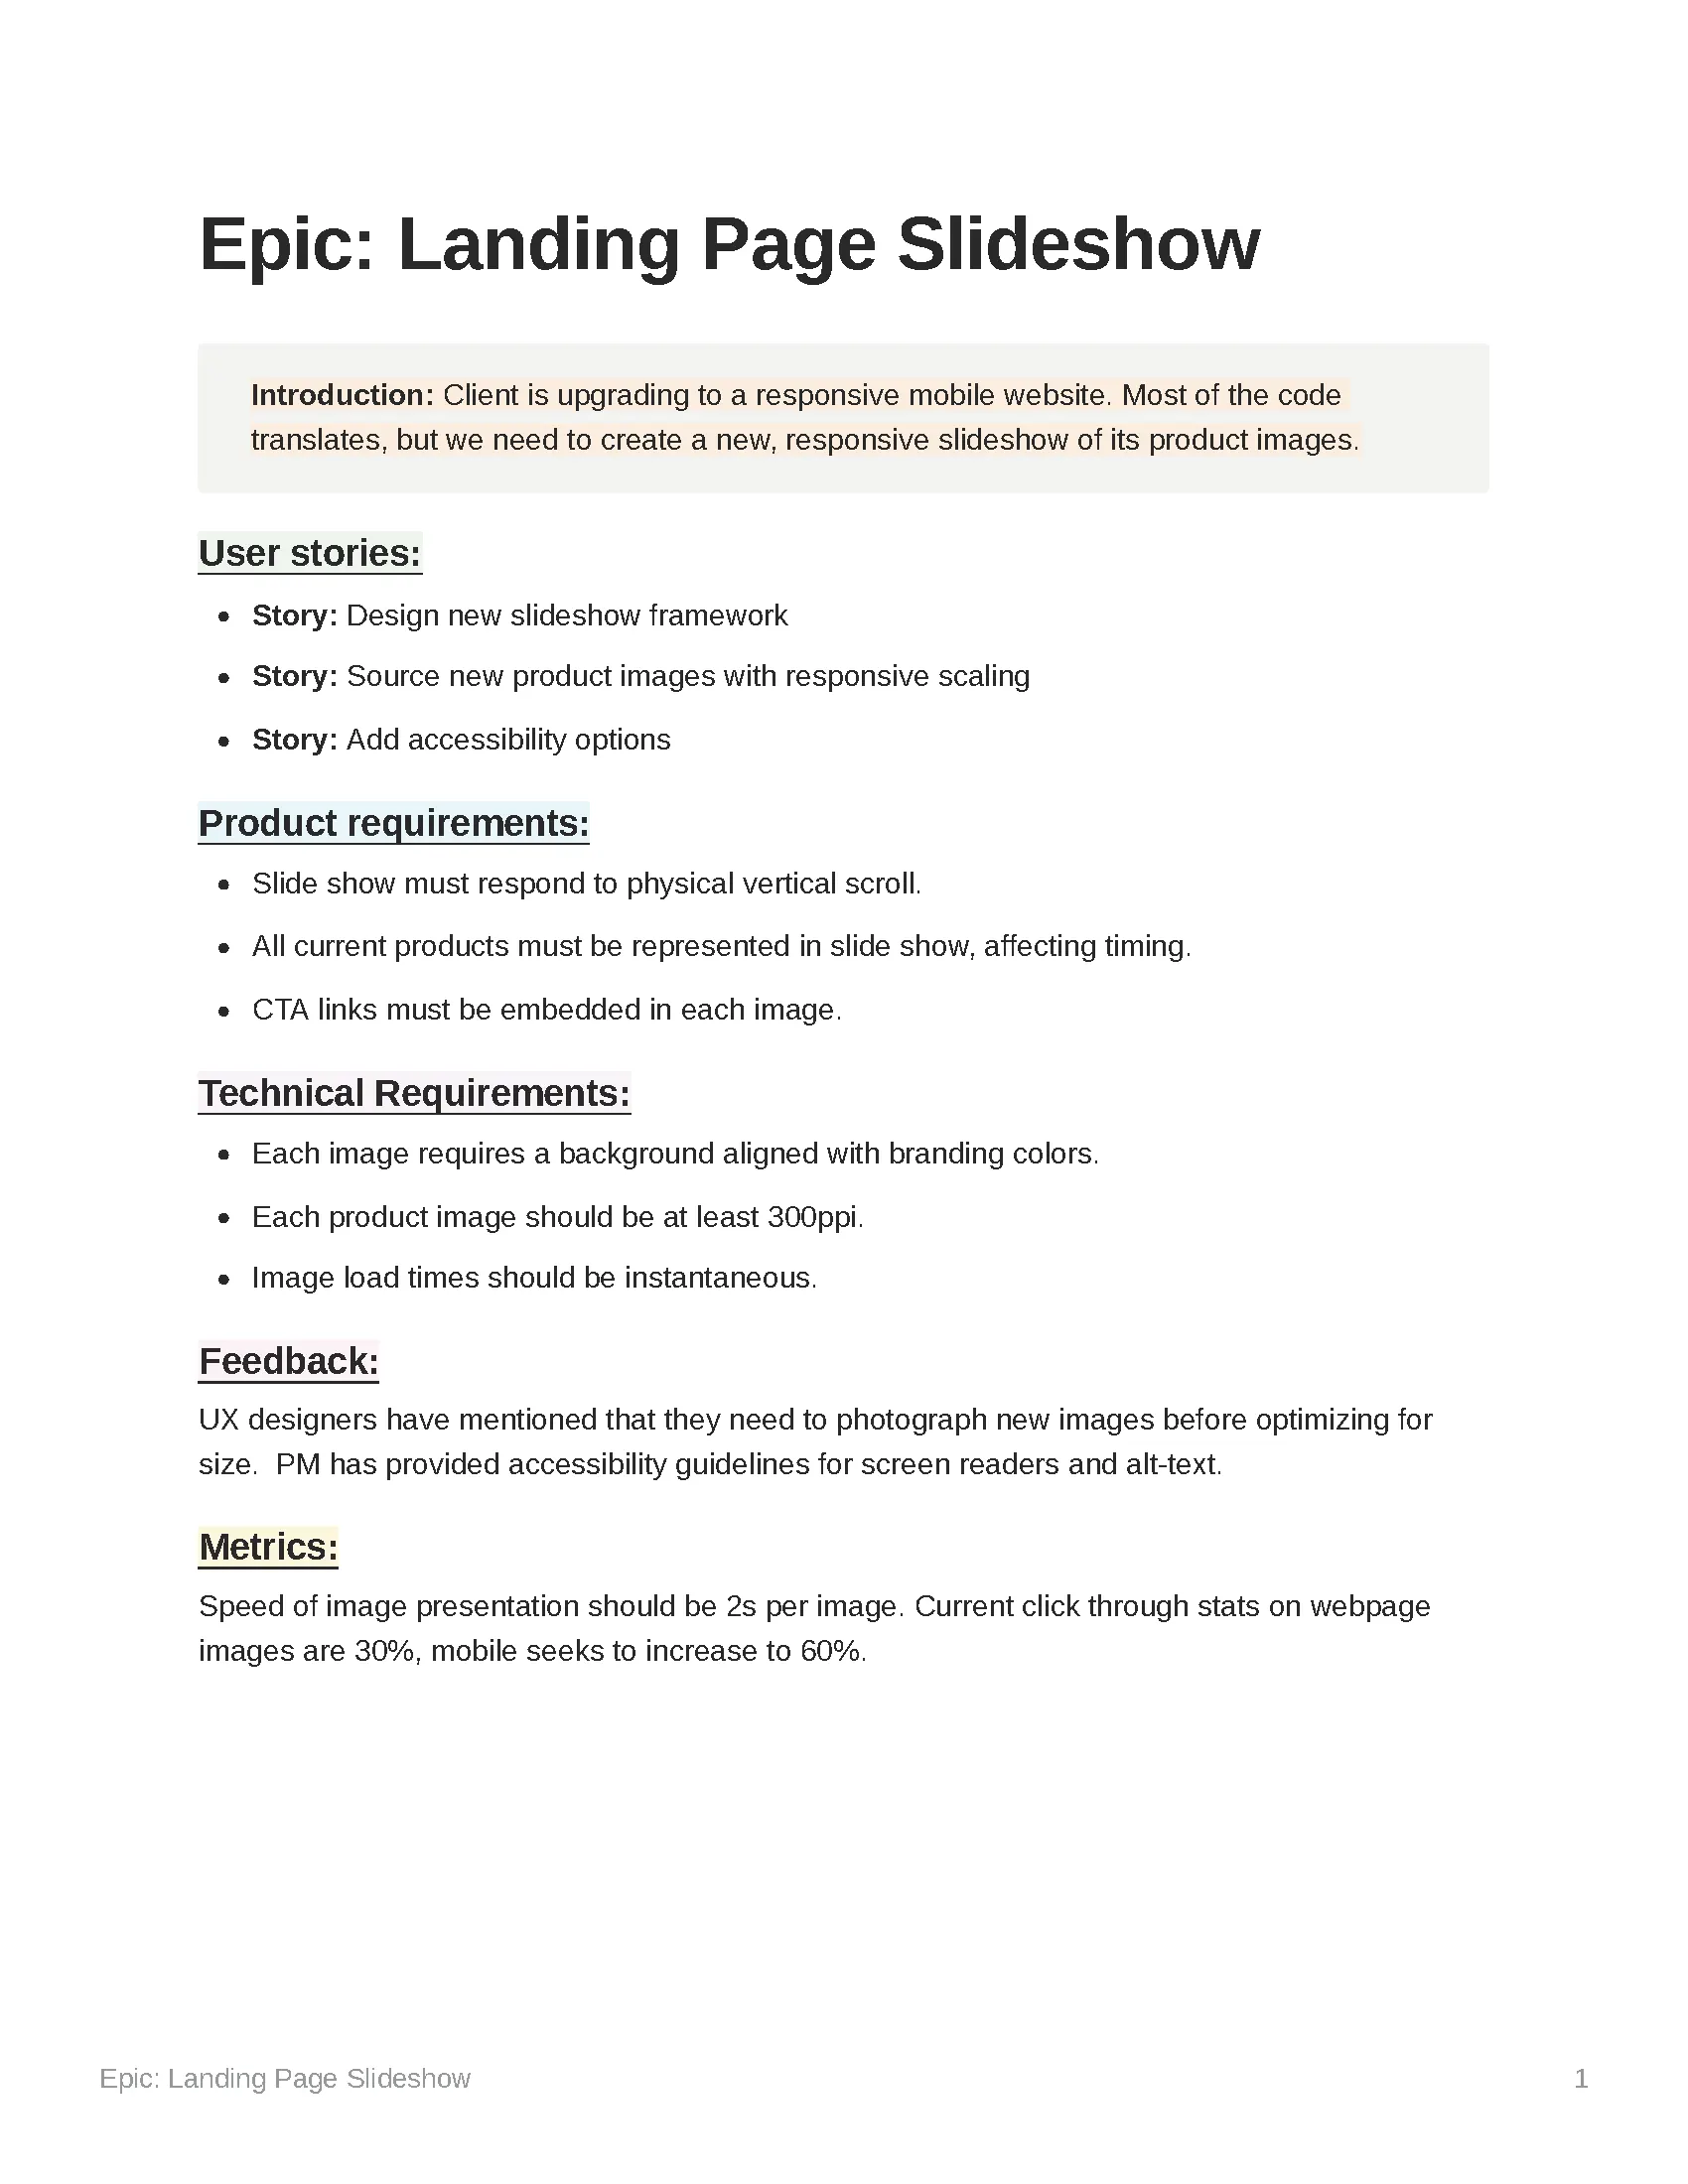 Epic: Landing Page Slideshow
Introduction: Client is upgrading to a responsive mobile website. Most of the code
translates, but we need to create a new, responsive slideshow of its product images.
User stories:
• Story: Design new slideshow framework
• Story: Source new product images with responsive scaling
• Story: Add accessibility options
Product requirements:
• Slide show must respond to physical vertical scroll.
• All current products must be represented in slide show, affecting timing.
• CTA links must be embedded in each image.
Technical Requirements:
• Each image requires a background aligned with branding colors.
• Each product image should be at least 300ppi.
• Image load times should be instantaneous.
Feedback:
UX designers have mentioned that they need to photograph new images before optimizing for
size.  PM has provided accessibility guidelines for screen readers and alt-text.
Metrics:
Speed of image presentation should be 2s per image. Current click through stats on webpage
images are 30%, mobile seeks to increase to 60%.
Epic: Landing Page Slideshow 1